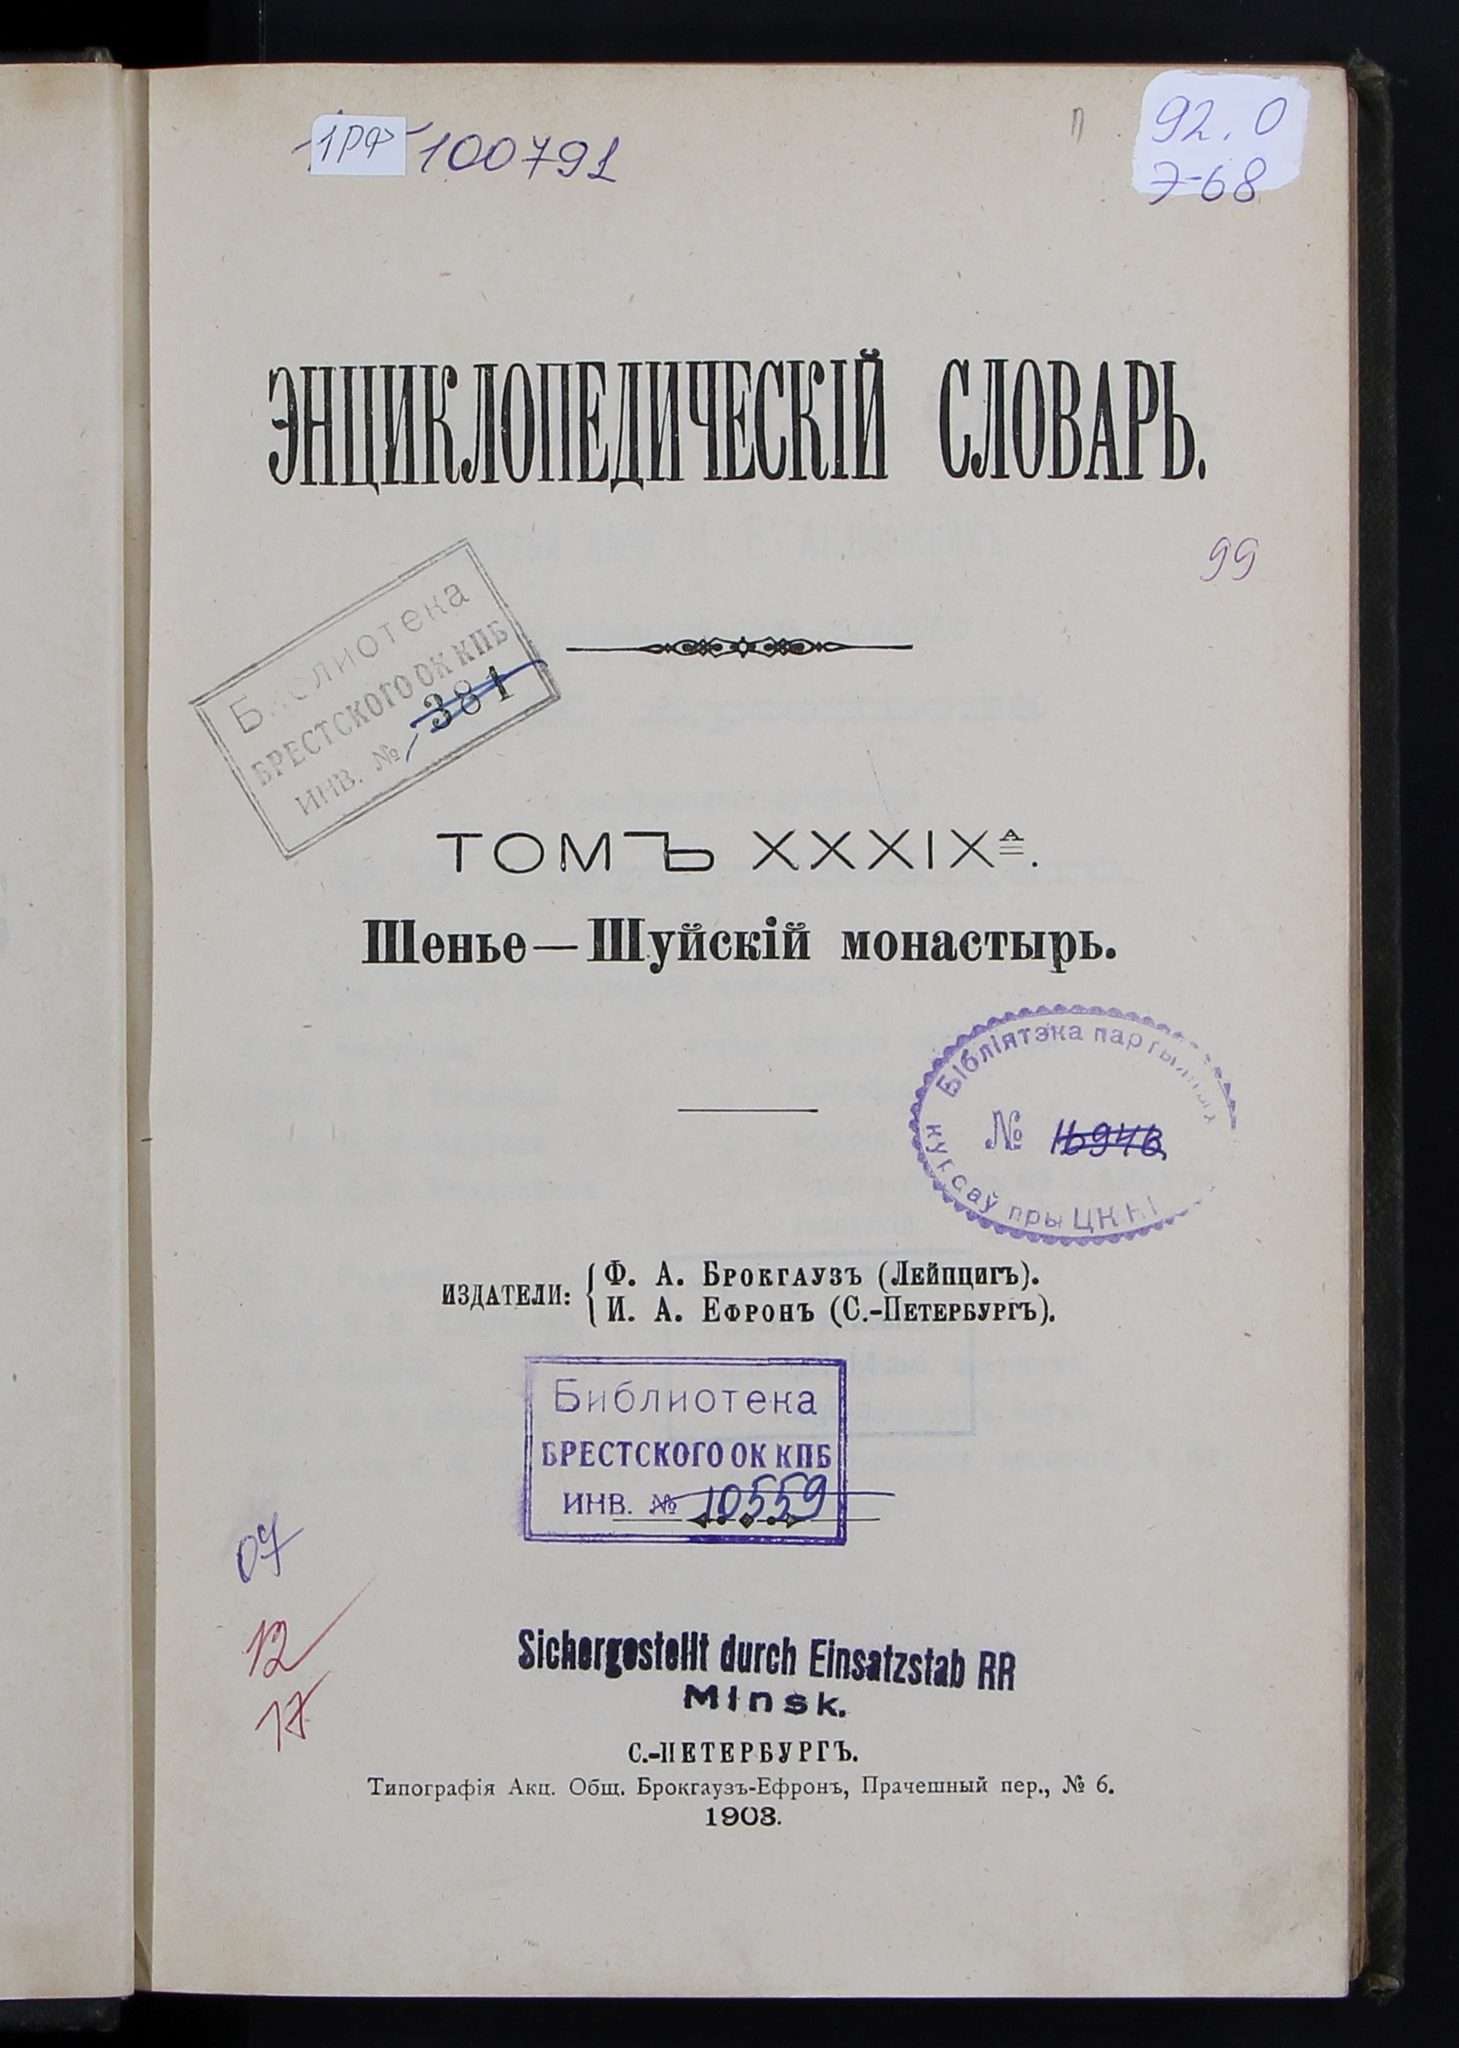 1РФ 100791
92.0
Э-68
ЭНЦИКЛОПЕДИЧЕСКІЙ СЛОВАРЬ.
99
Библиотека
БРЕСТСКОГО ОК КПБ
ИНВ. № 381
ТОМЪ XXXIXА.
Шенье—Шуйскій монастырь.
Бібліятэка партыйных
курсаў пры ЦК
№ 16946
ИЗДАТЕЛИ:
Ф. А. БРОКГАУЗЪ (ЛЕЙПЦИГЪ).
И. А. ЕФРОНЪ (С.-ПЕТЕРБУРГЪ).
Библиотека
БРЕСТСКОГО ОК КПБ
ИНВ. № 10559
07
12
17
Sichergestellt durch Einsatzstab RR
Minsk.
С.-ПЕТЕРБУРГЪ.
Типографія Акц. Общ. Брокгаузъ-Ефронъ, Прачешный пер., № 6.
1903.